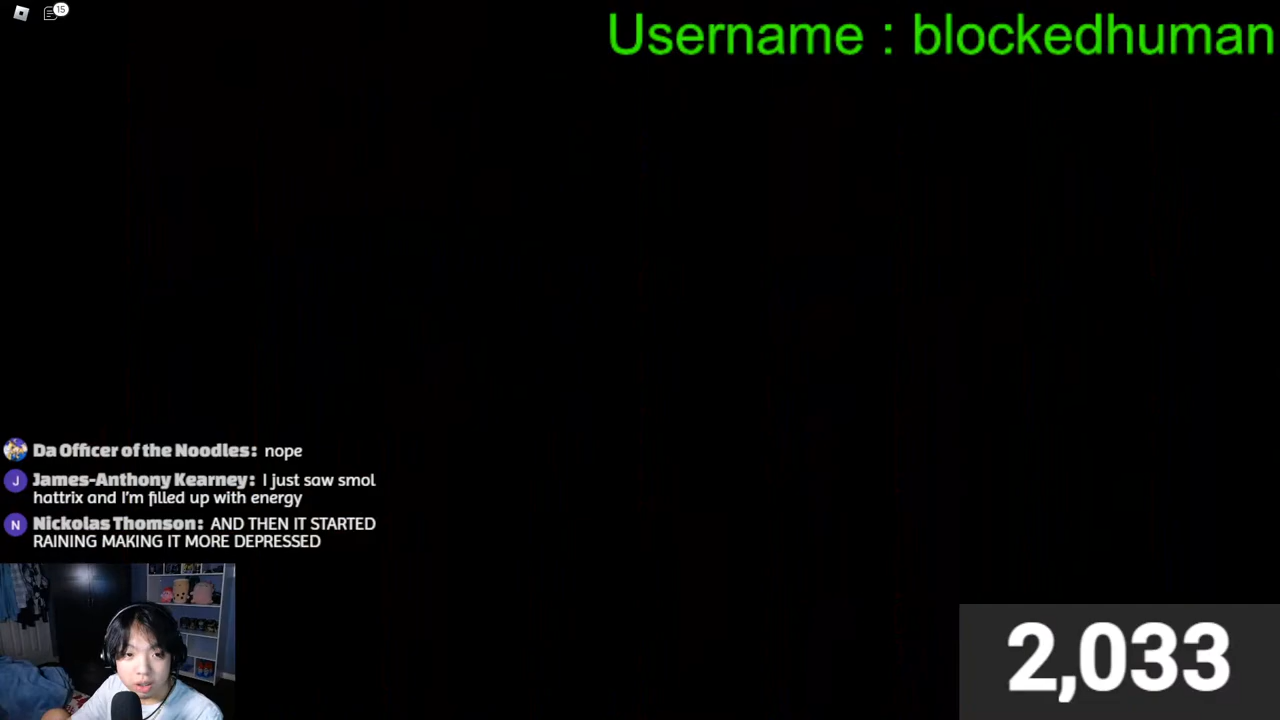 15
Username : blockedhuman
Da Officer of the Noodles: nope
James-Anthony Kearney: I just saw smol
hattrix and I'm filled up with energy
Nickolas Thomson: AND THEN IT STARTED
RAINING MAKING IT MORE DEPRESSED
J
N
2,033